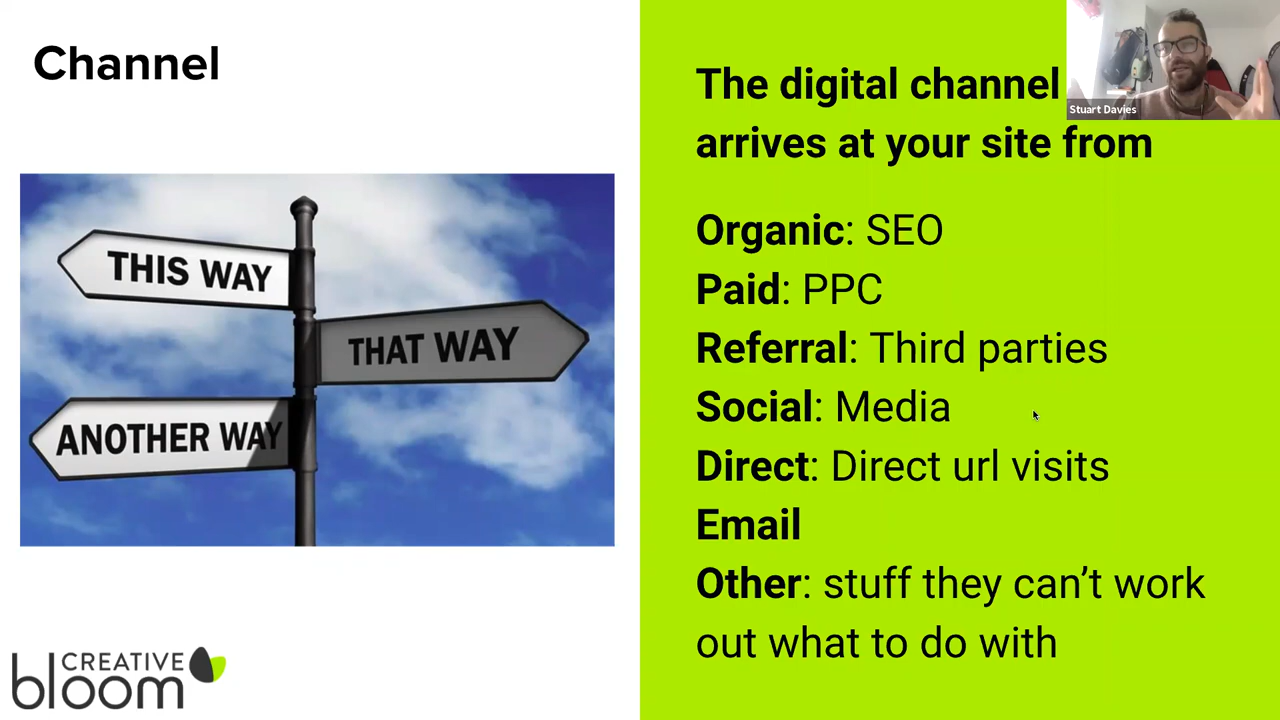 Channel
THIS WAY
THAT WAY
ANOTHER WAY
CREATIVE
bloom
The digital channel
arrives at your site from
Organic: SEO
Paid: PPC
Referral: Third parties
Social: Media
Direct: Direct url visits
Email
Other: stuff they can’t work
out what to do with
Stuart Davies